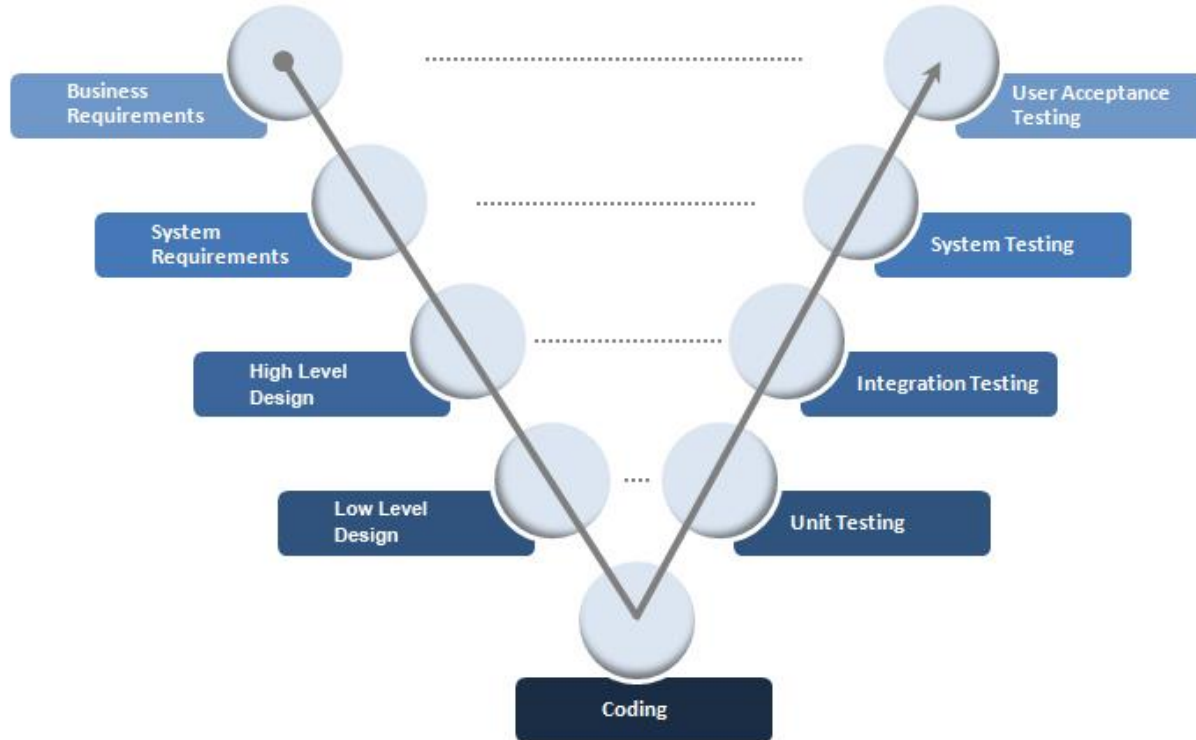 Business
Requirements
User Acceptance
Testing
System
Requirements
System Testing
High Level
Design
Integration Testing
Low Level
Design
Unit Testing
Coding